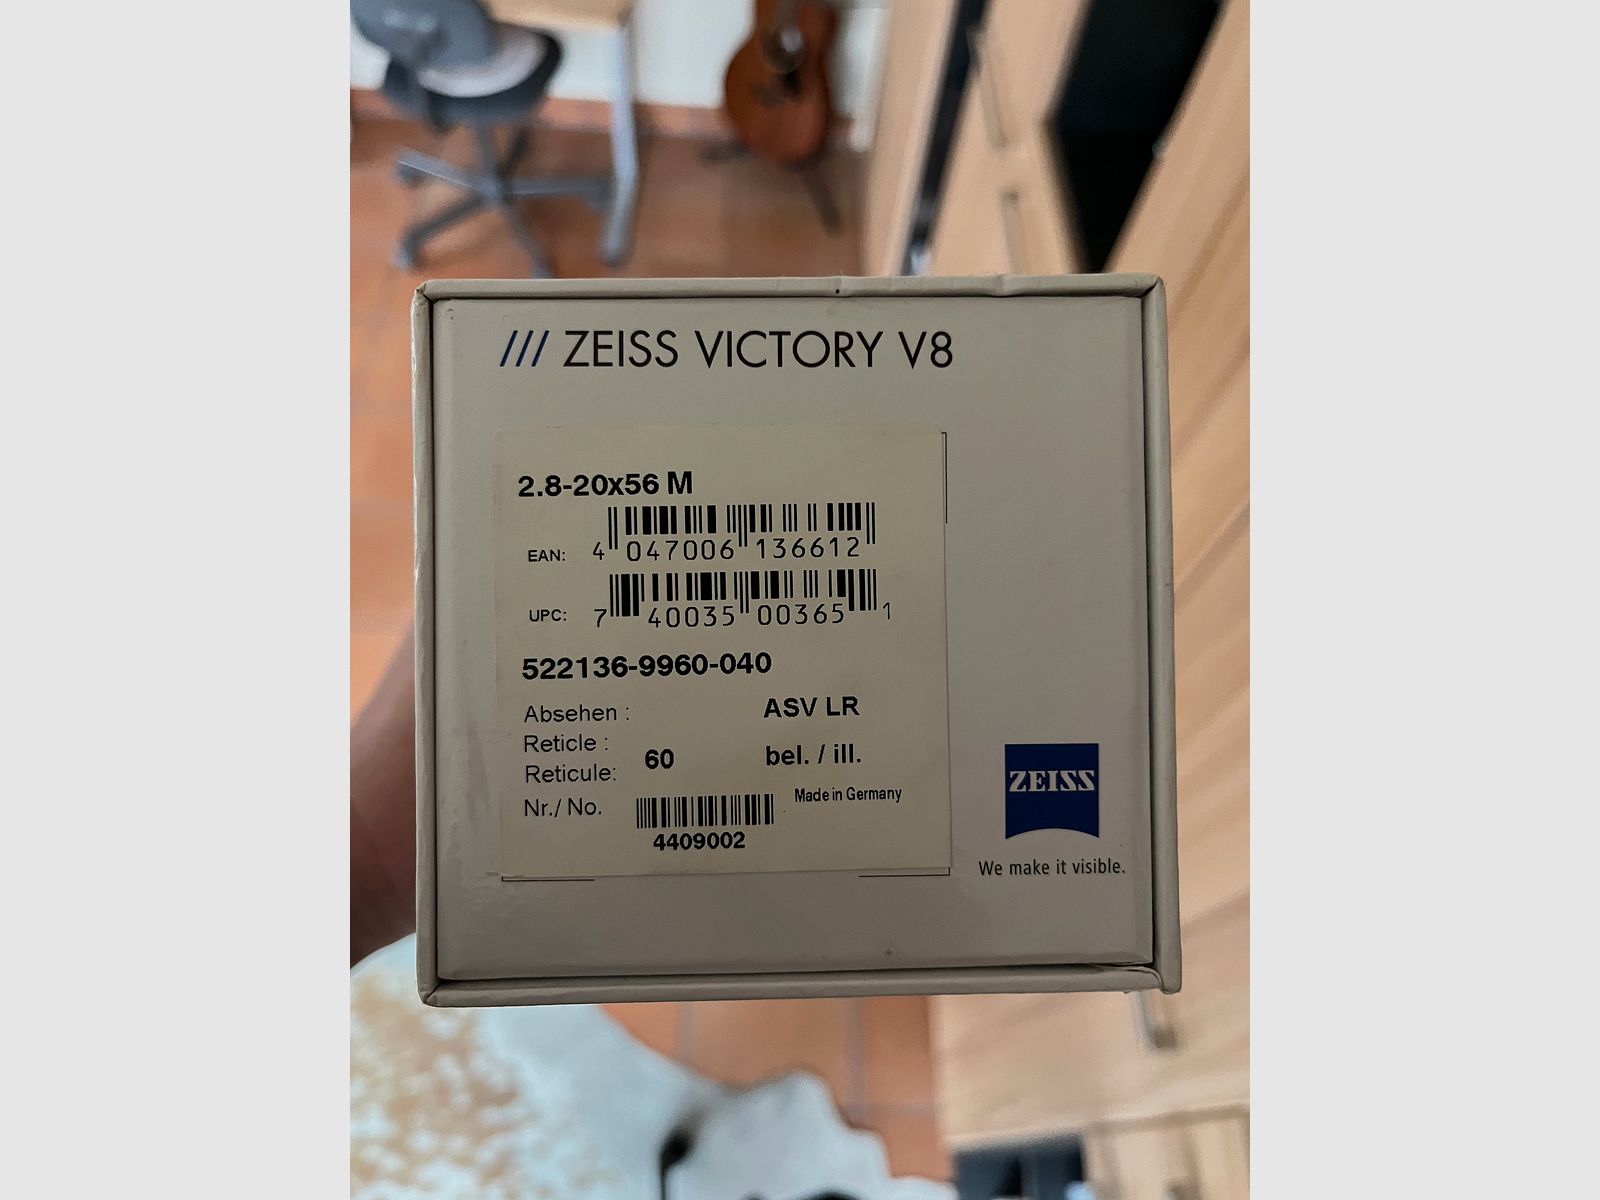 /// ZEISS VICTORY V8
2.8-20x56 M
EAN: 4 047006 136612
UPC: 7 40035 00365 1
522136-9960-040
Absehen : ASV LR
Reticle :
Reticule: 60 bel. / ill.
Nr./ No. Made in Germany
4409002
ZEISS
We make it visible.